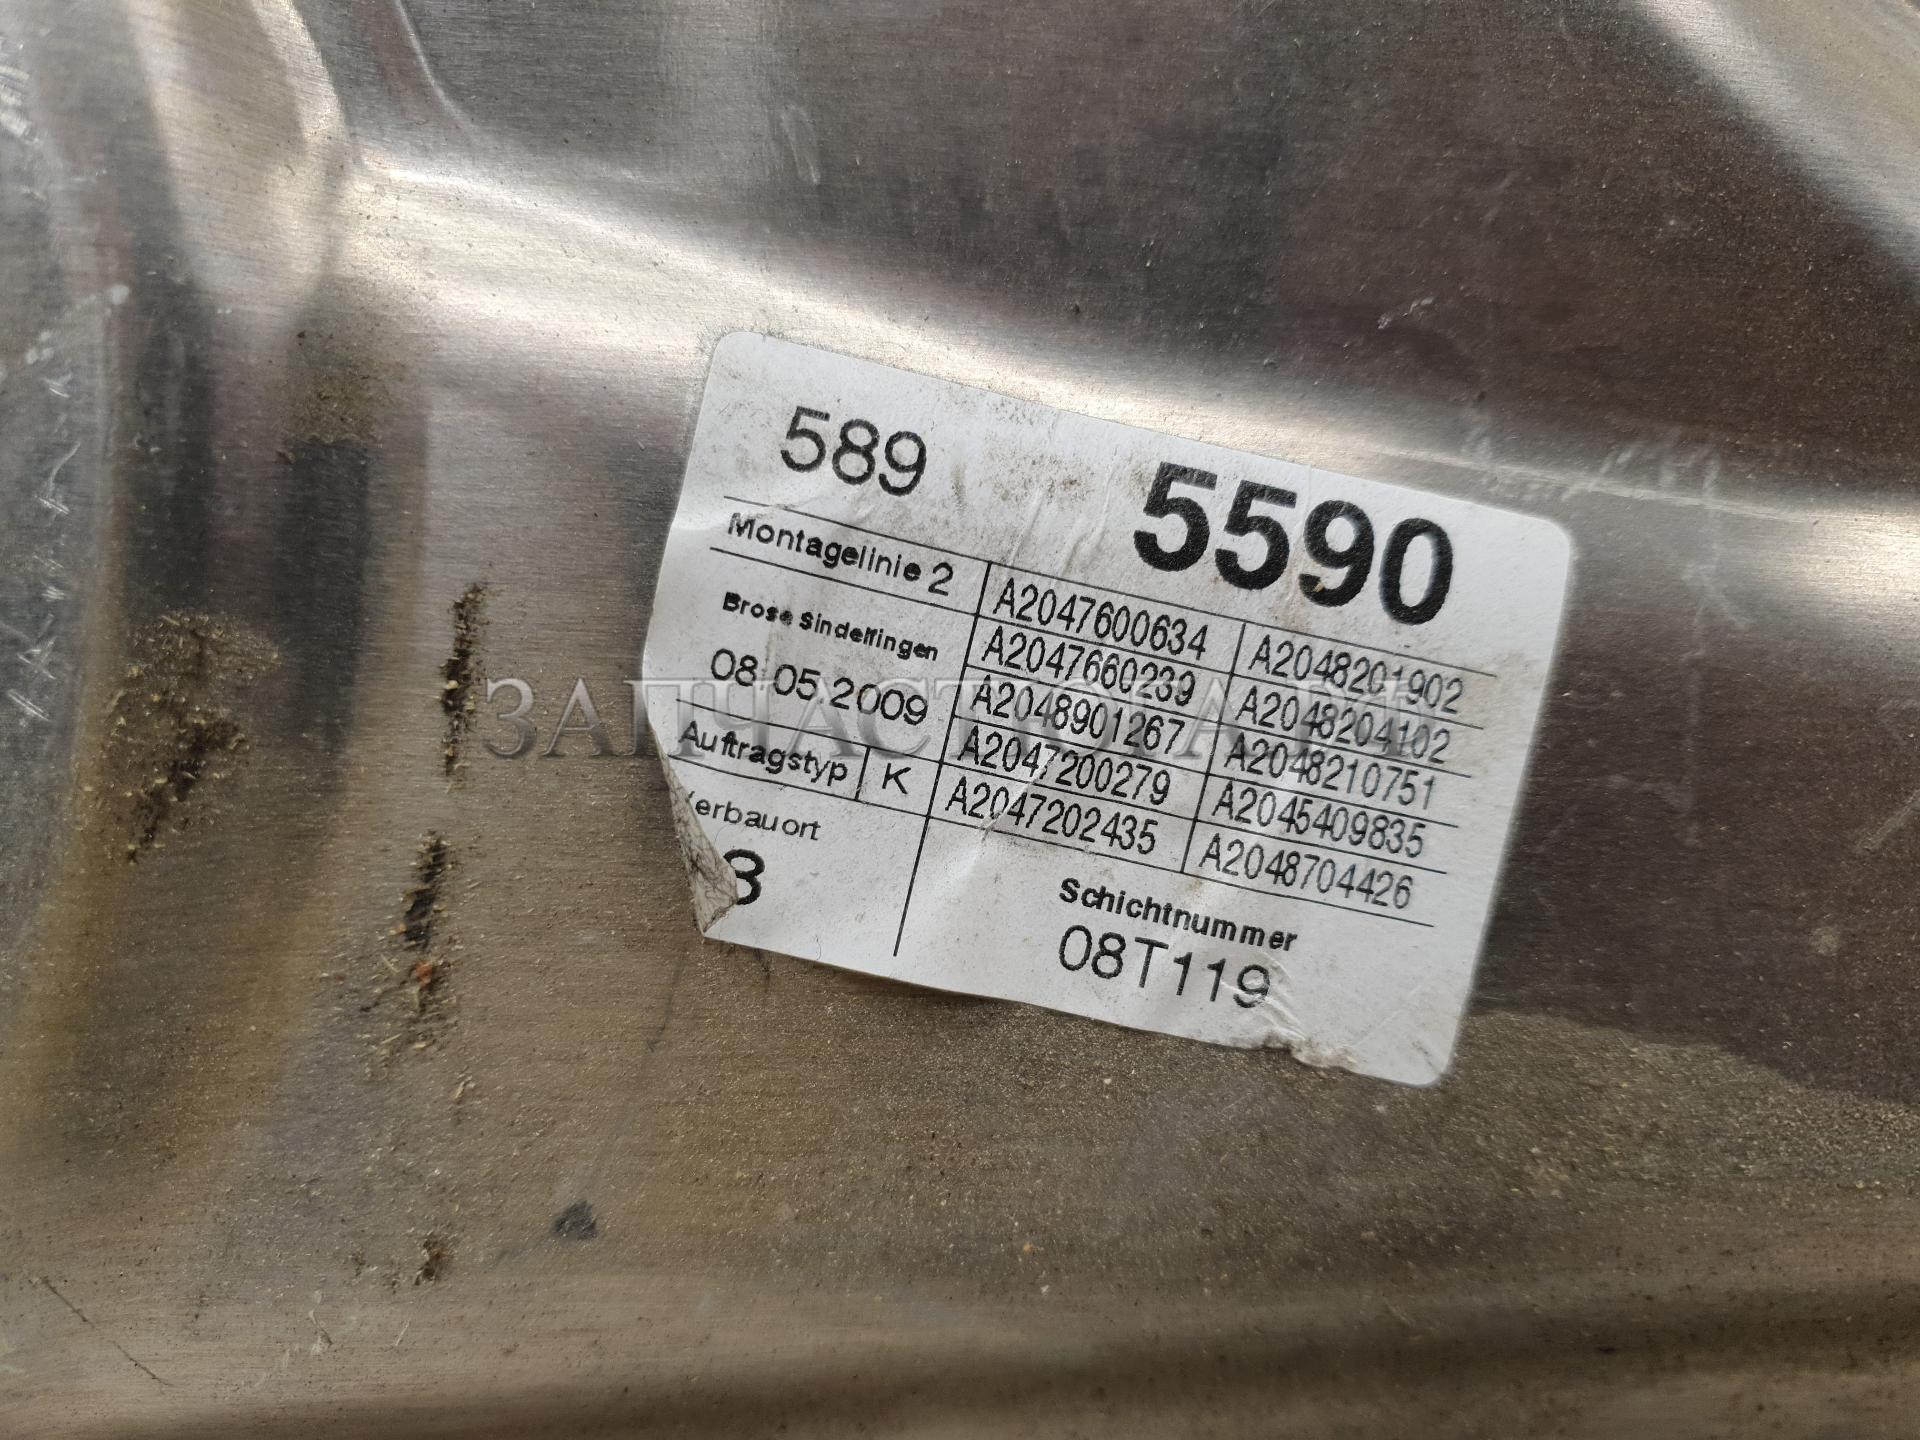 589 5590
Montagelinie 2
Brose Sindelfingen
08.05.2009
Auftragstyp K
A2047600634 A2048201902
A2047660239 A2048204102
A2048901267 A2048210751
A2047200279 A2045409835
A2047202435 A2048704426
Verbauort
3
Schichtnummer
08T119